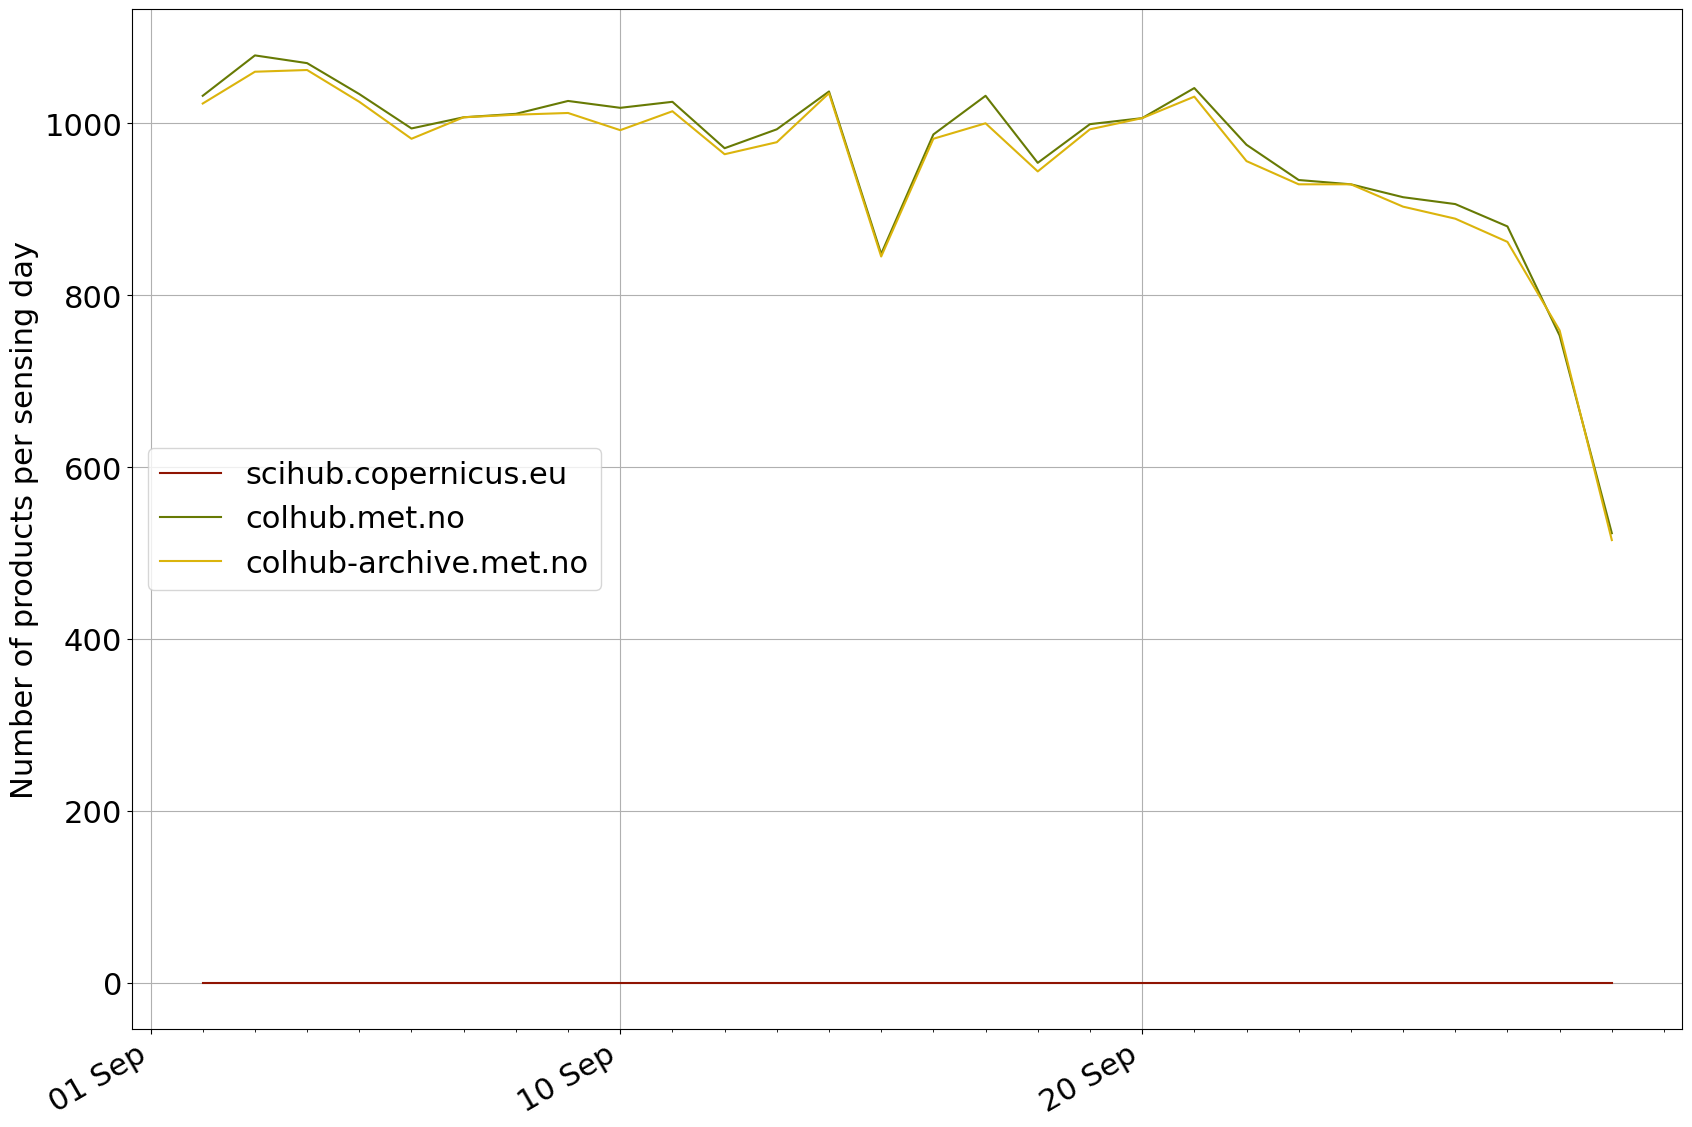 Number of products per sensing day
1000
800
600
400
200
0
scihub.copernicus.eu
colhub.met.no
colhub-archive.met.no
01 Sep
10 Sep
20 Sep